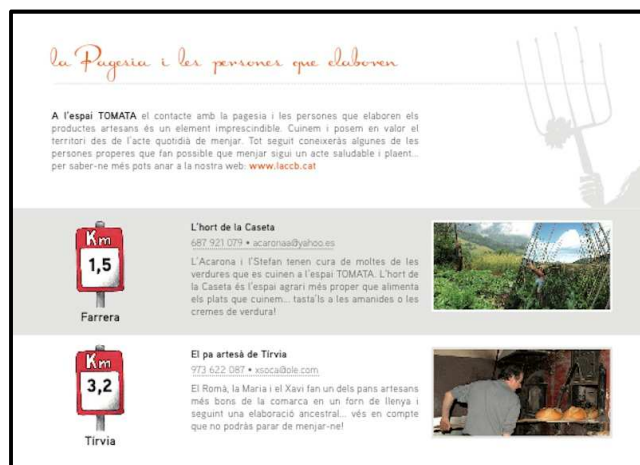 la Pagesia i les persones que elaboren
A l'espai TOMATA el contacte amb la pagesia i les persones que elaboren els
productes artesans és un element imprescindible. Cuinem i posem en valor el
territori des de l'acte quotidià de menjar. Tot seguit coneixeràs algunes de les
persones properes que fan possible que menjar sigui un acte saludable i plaent...
per saber-ne més pots anar a la nostra web: www.laccb.cat
Km
1,5
Farrera
L'hort de la Caseta
687 921 079 • acaronaa@yahoo.es
L'Acarona i l'Stefan tenen cura de moltes de les
verdures que es cuinen a l'espai TOMATA. L'hort de
la Caseta és l'espai agrari més proper que alimenta
els plats que cuinem... tasta'ls a les amanides o les
cremes de verdura!
Km
3,2
Tírvia
El pa artesà de Tírvia
973 622 087 • xsoca@ole.com
El Romà, la Maria i el Xavi fan un dels pans artesans
més bons de la comarca en un forn de llenya i
seguint una elaboració ancestral... vés en compte
que no podràs parar de menjar-ne!